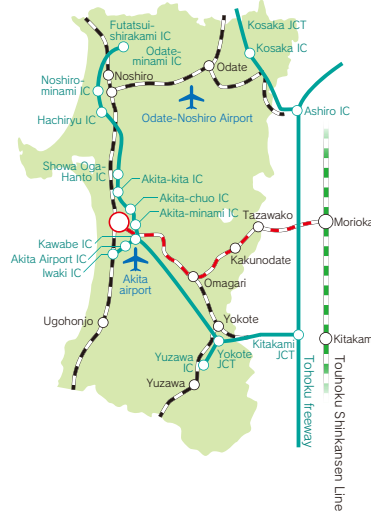 Futatsui-
shirakami IC
Kosaka JCT
Odate-
minami IC
Kosaka IC
Odate
Noshiro
Noshiro-
minami IC
Hachiryu IC
Odate-Noshiro Airport
Ashiro IC
Showa Oga-
Hanto IC
Akita-kita IC
Akita-chuo IC
Akita-minami IC
Tazawako
Morioka
Kawabe IC
Akita Airport IC
Iwaki IC
Akita
airport
Kakunodate
Omagari
Ugohonjo
Yokote
Kitakami
JCT
Kitakam
Yuzawa
IC
Yokote
JCT
Yuzawa
Tohoku freeway
Touhoku Shinkansen Line